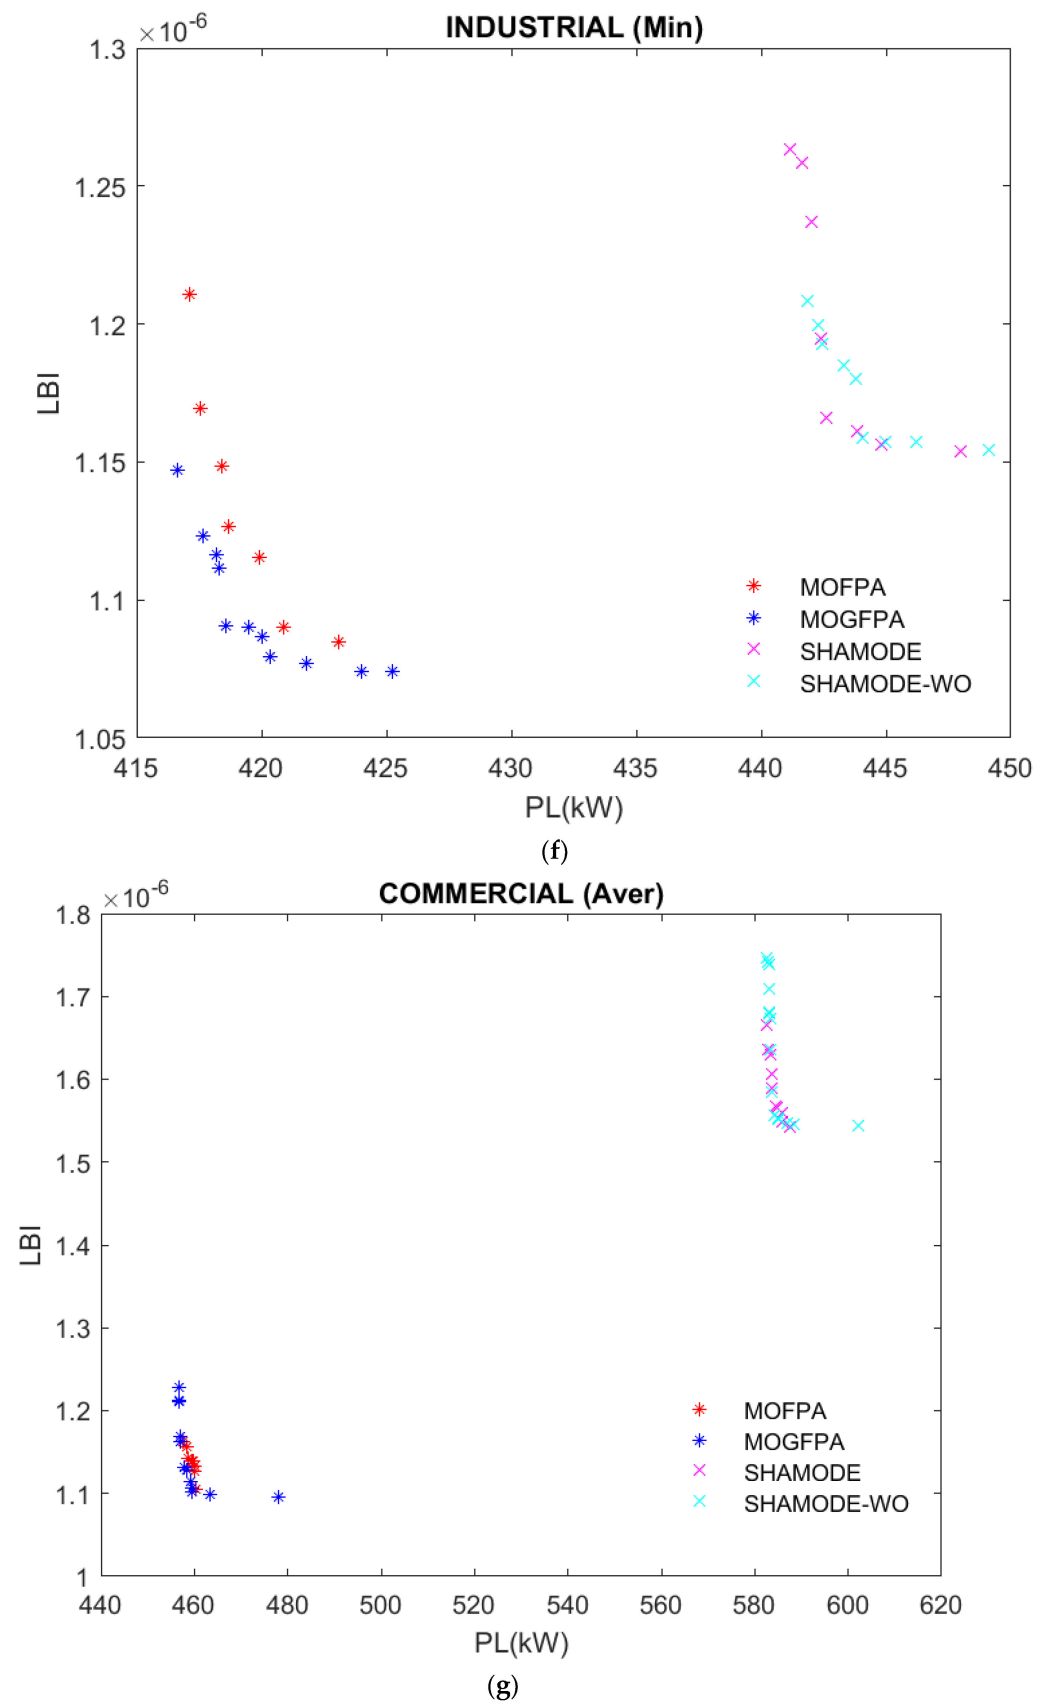 INDUSTRIAL (Min)
×10-6
1.3
1.25
1.2
1.15
1.1
1.05
LBI
MOFPA
MOGFPA
SHAMODE
SHAMODE-WO
415 420 425 430 435 440 445 450
PL(kW)
(f)
COMMERCIAL (Aver)
×10-6
1.8
1.7
1.6
1.5
1.4
1.3
1.2
1.1
1
LBI
MOFPA
MOGFPA
SHAMODE
SHAMODE-WO
440 460 480 500 520 540 560 580 600 620
PL(kW)
(g)